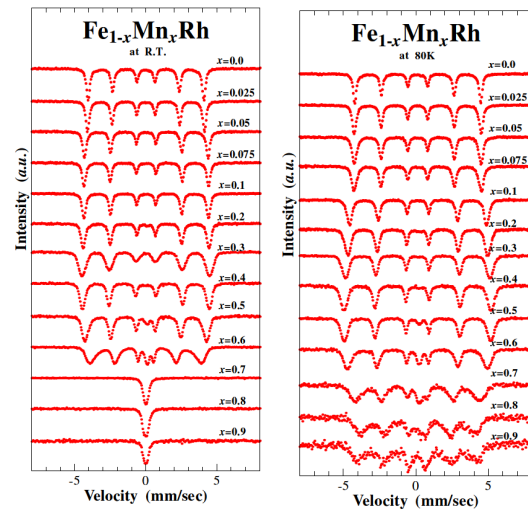 Fe1-xMnxRh
at R.T.
x=0.0
x=0.025
x=0.05
x=0.075
x=0.1
x=0.2
x=0.3
x=0.4
x=0.5
x=0.6
x=0.7
x=0.8
x=0.9
Intensity (a.u.)
-5 0 5
Velocity (mm/sec)
Fe1-xMnxRh
at 80K
x=0.0
x=0.025
x=0.05
x=0.075
x=0.1
x=0.2
x=0.3
x=0.4
x=0.5
x=0.6
x=0.7
x=0.8
x=0.9
Intensity (a.u.)
-5 0 5
Velocity (mm/sec)